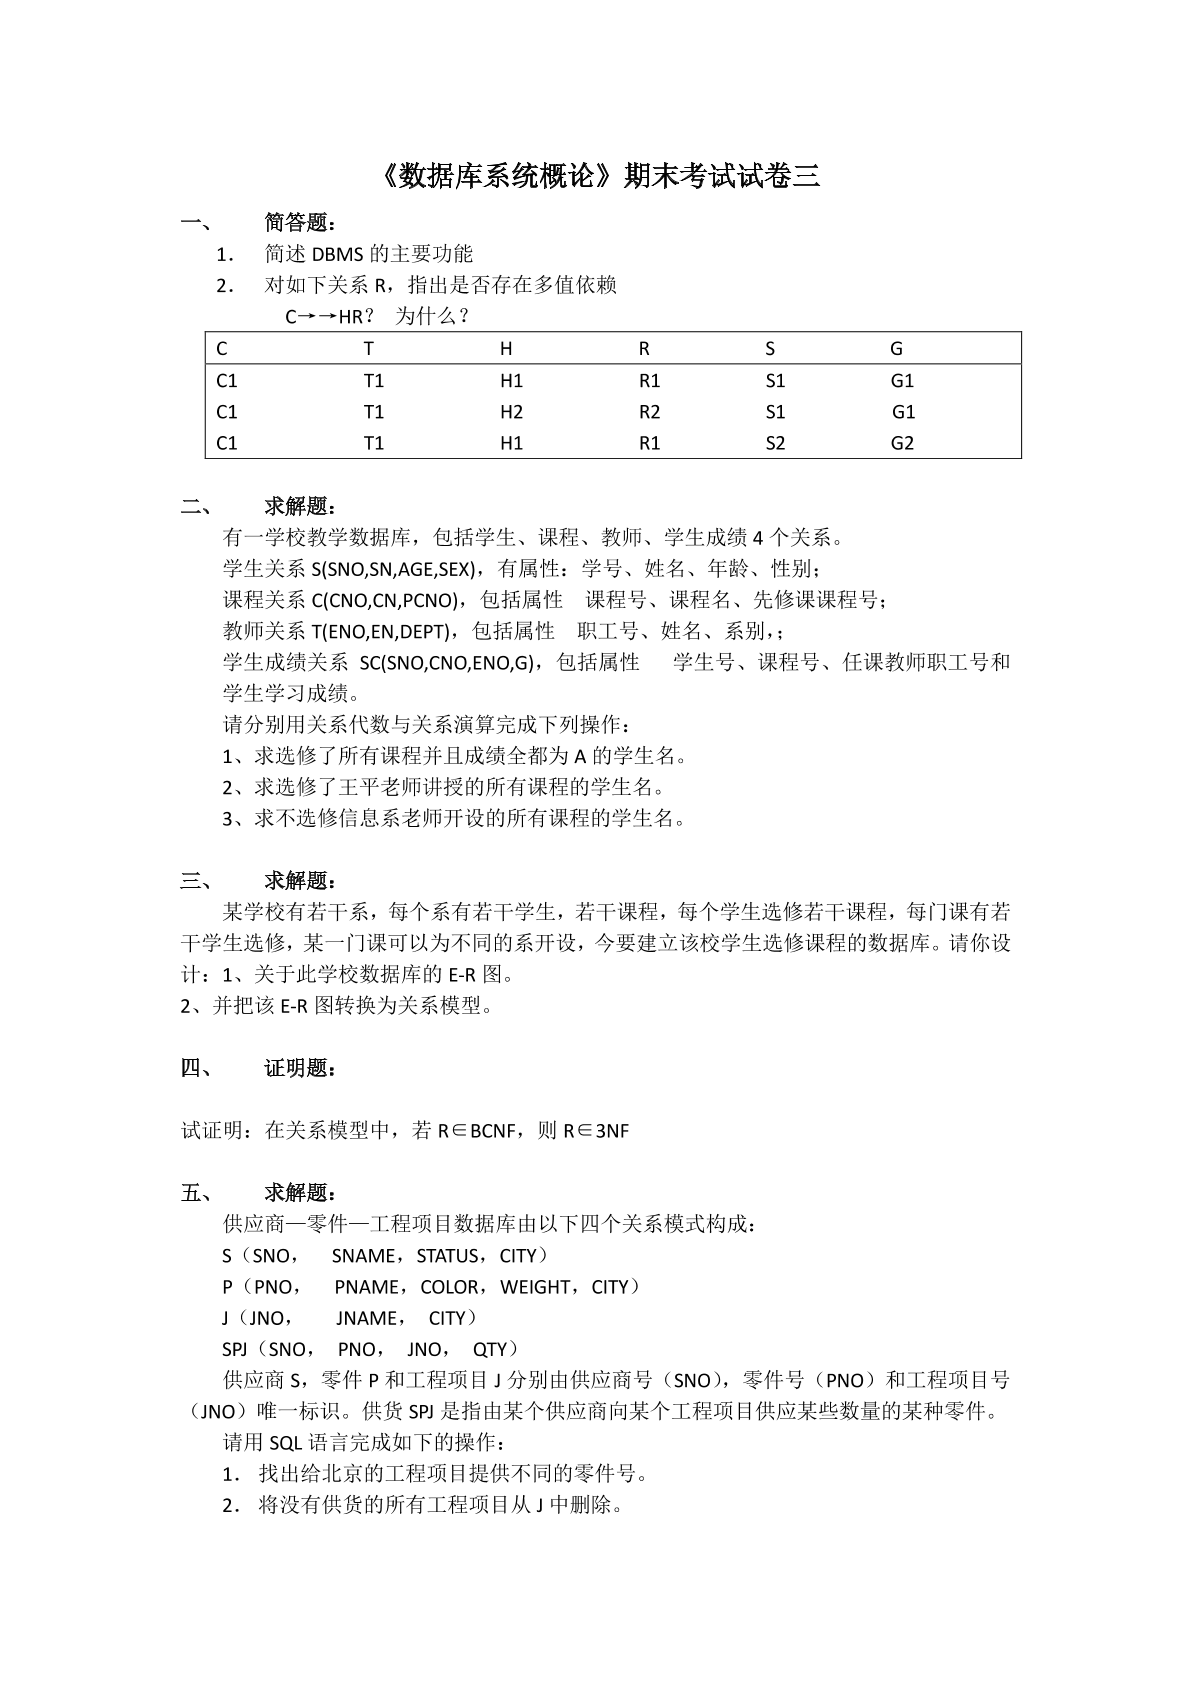 《数据库系统概论》期末考试试卷三
一、 简答题：
1． 简述 DBMS 的主要功能
2． 对如下关系 R，指出是否存在多值依赖
C→→HR？ 为什么？
C T H R S G
C1 T1 H1 R1 S1 G1
C1 T1 H2 R2 S1 G1
C1 T1 H1 R1 S2 G2
二、 求解题：
有一学校教学数据库，包括学生、课程、教师、学生成绩 4 个关系。
学生关系 S(SNO,SN,AGE,SEX)，有属性：学号、姓名、年龄、性别；
课程关系 C(CNO,CN,PCNO)，包括属性 课程号、课程名、先修课课程号；
教师关系 T(ENO,EN,DEPT)，包括属性 职工号、姓名、系别，；
学生成绩关系 SC(SNO,CNO,ENO,G)，包括属性 学生号、课程号、任课教师职工号和
学生学习成绩。
请分别用关系代数与关系演算完成下列操作：
1、求选修了所有课程并且成绩全都为 A 的学生名。
2、求选修了王平老师讲授的所有课程的学生名。
3、求不选修信息系老师开设的所有课程的学生名。
三、 求解题：
某学校有若干系，每个系有若干学生，若干课程，每个学生选修若干课程，每门课有若
干学生选修，某一门课可以为不同的系开设，今要建立该校学生选修课程的数据库。请你设
计：1、关于此学校数据库的 E-R 图。
2、并把该 E-R 图转换为关系模型。
四、 证明题：
试证明：在关系模型中，若 R∈BCNF，则 R∈3NF
五、 求解题：
供应商—零件—工程项目数据库由以下四个关系模式构成：
S（SNO， SNAME，STATUS，CITY）
P（PNO， PNAME，COLOR，WEIGHT，CITY）
J（JNO， JNAME， CITY）
SPJ（SNO， PNO， JNO， QTY）
供应商 S，零件 P 和工程项目 J 分别由供应商号（SNO），零件号（PNO）和工程项目号
（JNO）唯一标识。供货 SPJ 是指由某个供应商向某个工程项目供应某些数量的某种零件。
请用 SQL 语言完成如下的操作：
1． 找出给北京的工程项目提供不同的零件号。
2． 将没有供货的所有工程项目从 J 中删除。